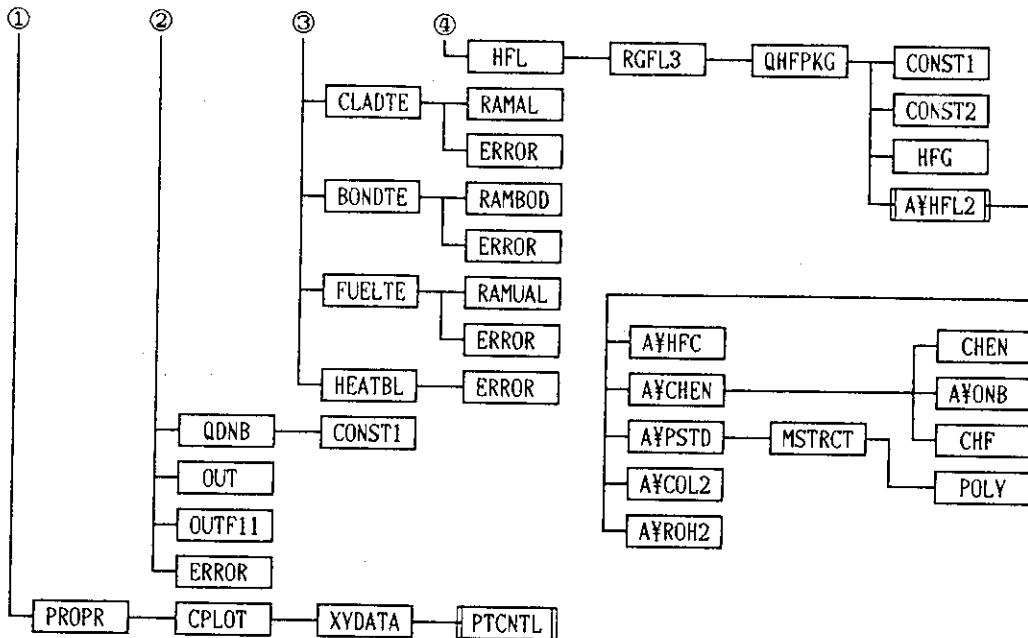 ① ② ③ ④
HFL RGFL3 QHFPKG CONST1
CLADTE RAMAL CONST2
ERROR HFG
BONDTE RAMBOD A¥HFL2
ERROR
FUELTE RAMUAL
ERROR A¥HFC CHEN
HEATBL ERROR A¥CHEN A¥ONB
QDNB CONST1 A¥PSTD MSTRCT CHF
OUT A¥COL2 POLY
OUTF11 A¥ROH2
ERROR
PROPR CPLOT XYDATA PTCNTL